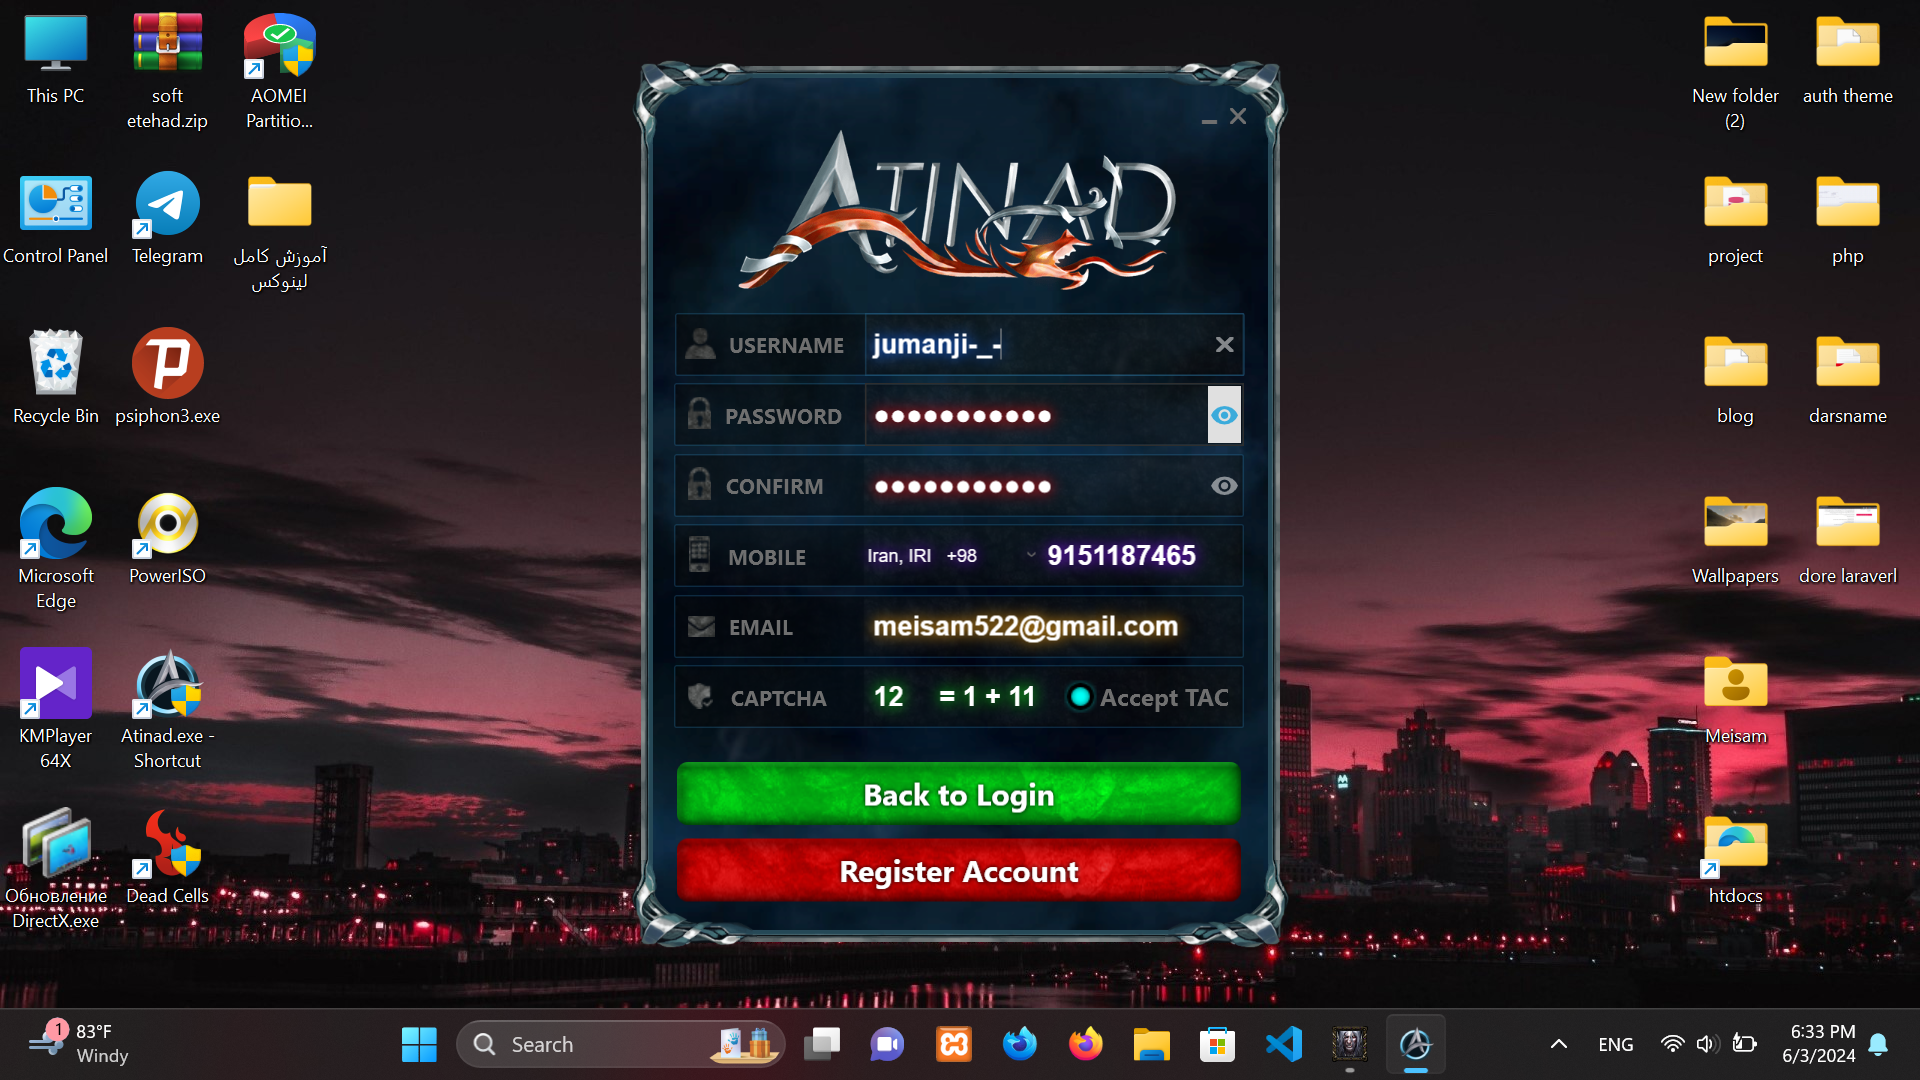 This PC
soft
etehad.zip
AOMEI
Partitio...
Control Panel
Telegram
آموزش کامل
لینوکس
Recycle Bin
psiphon3.exe
Microsoft
Edge
PowerISO
KMPlayer
64X
Atinad.exe -
Shortcut
Обновление
DirectX.exe
Dead Cells
ATINAD
USERNAME
jumanji-_-
PASSWORD
CONFIRM
MOBILE
Iran, IRI +98
9151187465
EMAIL
meisam522@gmail.com
CAPTCHA
12 = 1 + 11
Accept TAC
Back to Login
Register Account
New folder
(2)
auth theme
project
php
blog
darsname
Wallpapers
dore laraverl
Meisam
htdocs
1
83°F
Windy
Search
ENG
6:33 PM
6/3/2024